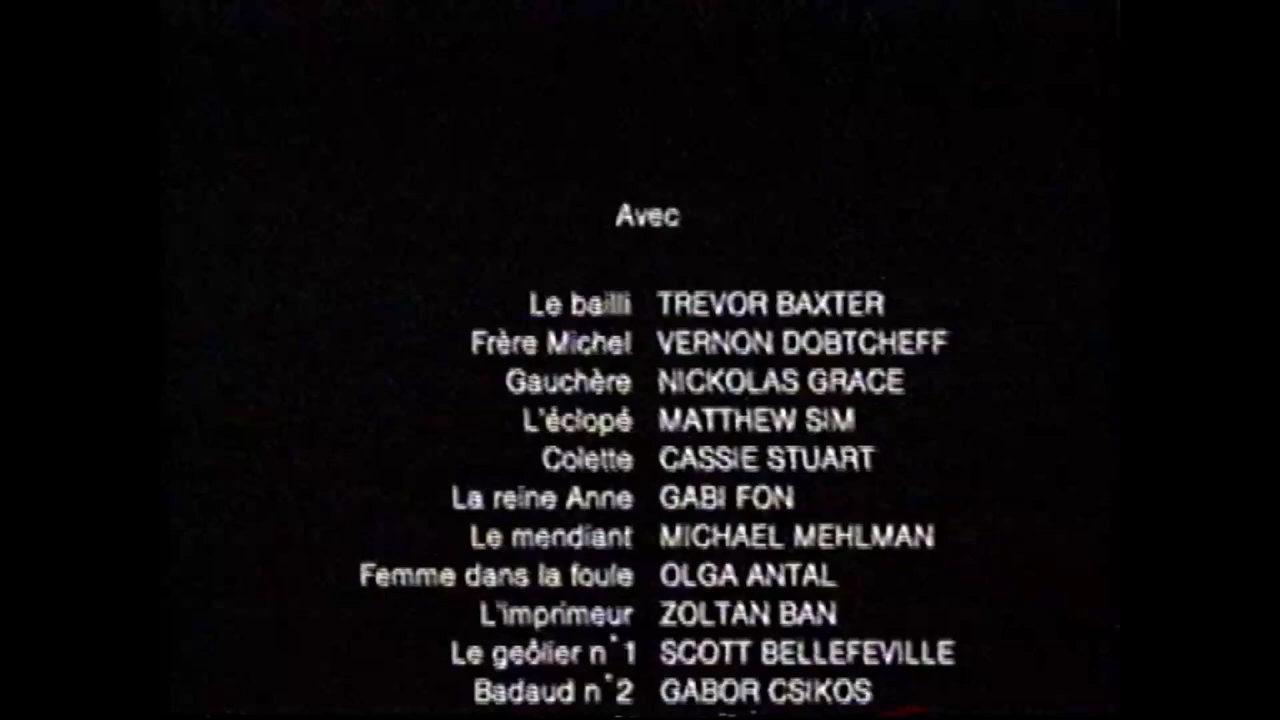 Avec
Le bailli TREVOR BAXTER
Frère Michel VERNON DOBTCHEFF
Gauchère NICKOLAS GRACE
L'éclopé MATTHEW SIM
Colette CASSIE STUART
La reine Anne GABI FON
Le mendiant MICHAEL MEHLMAN
Femme dans la foule OLGA ANTAL
L'imprimeur ZOLTAN BAN
Le geôlier n°1 SCOTT BELLEFEVILLE
Badaud n°2 GABOR CSIKOS